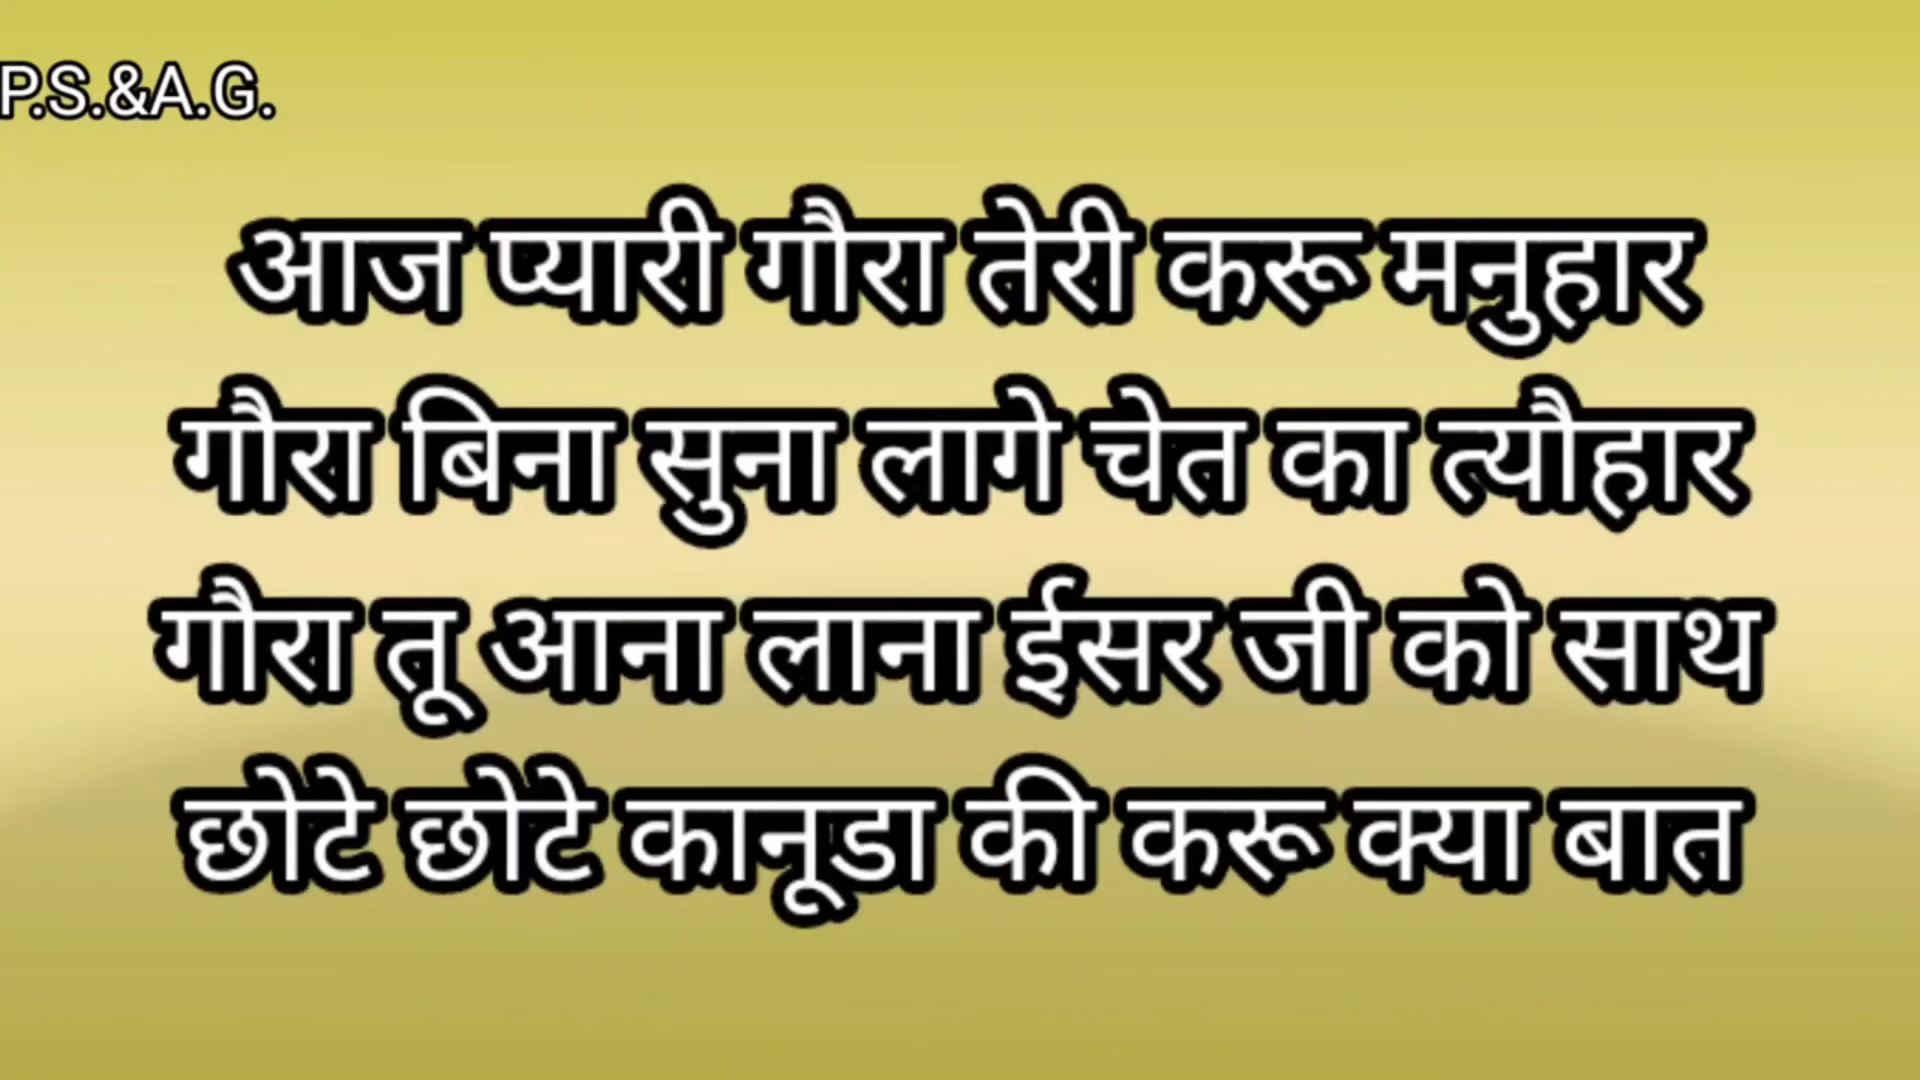 P.S.&A.G.
आज प्यारी गौरा तेरी करू मनुहार
गौरा बिना सुना लागे चेत का त्यौहार
गौरा तू आना लाना ईसर जी को साथ
छोटे छोटे कानूडा की करू क्या बात